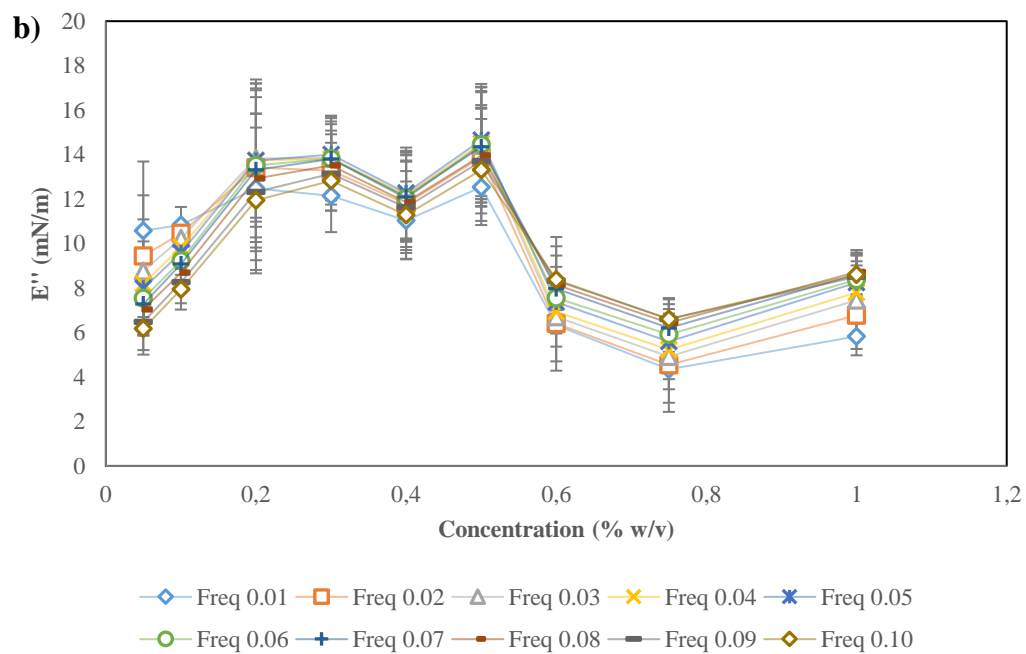 b)
20
18
16
14
12
10
8
6
4
2
0
E'' (mN/m)
0 0,2 0,4 0,6 0,8 1 1,2
Concentration (% w/v)
Freq 0.01 Freq 0.02 Freq 0.03 Freq 0.04 Freq 0.05
Freq 0.06 Freq 0.07 Freq 0.08 Freq 0.09 Freq 0.10